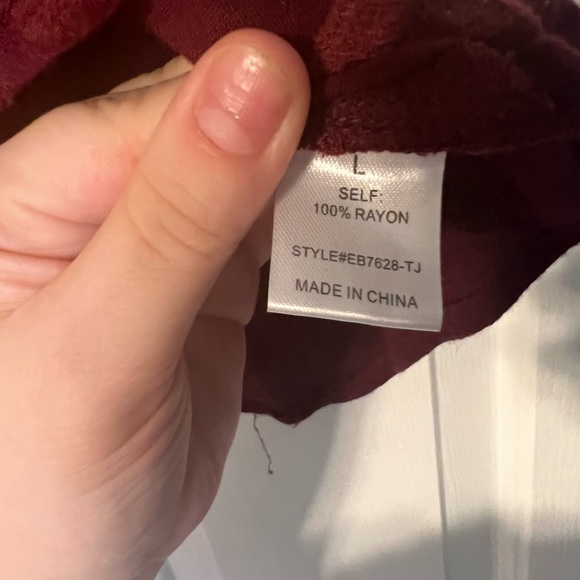 L
SELF:
100% RAYON
STYLE#EB7628-TJ
MADE IN CHINA